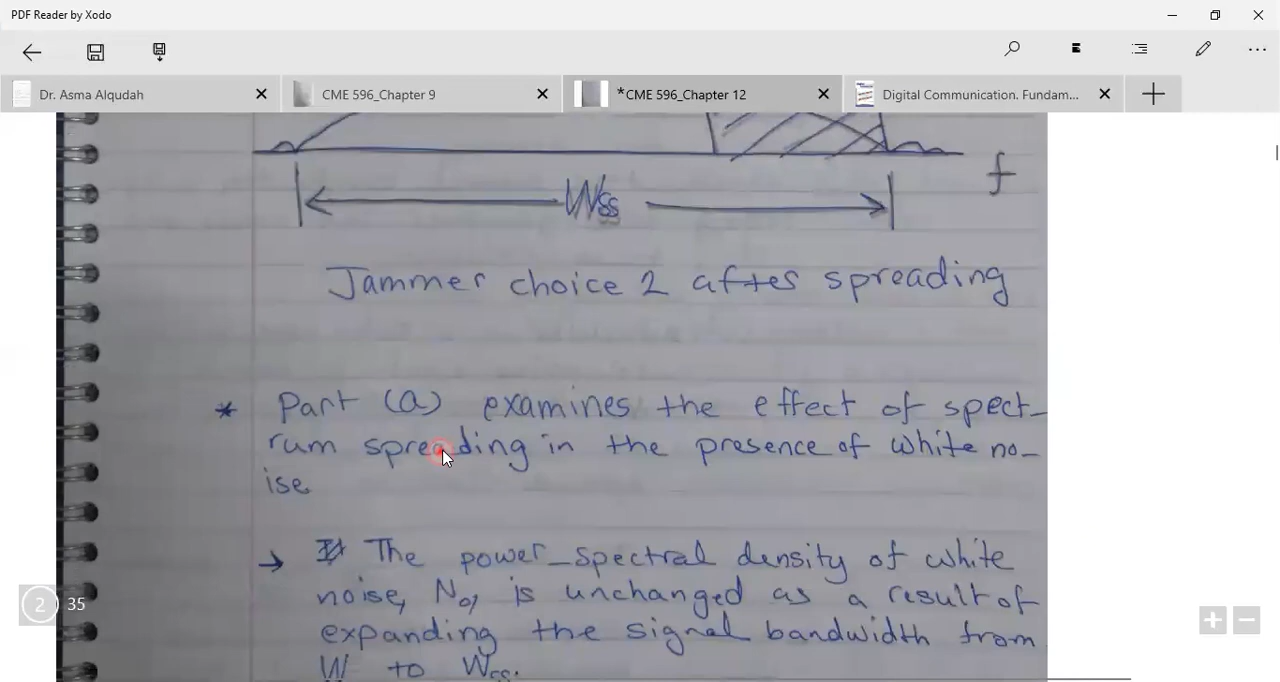 PDF Reader by Xodo
Dr. Asma Alqudah
CME 596_Chapter 9
*CME 596_Chapter 12
Digital Communication. Fundam...
f
Wss
Jammer choice 2 after spreading
* Part (a) examines the effect of spect-
rum spreading in the presence of white no-
ise
→ The power-spectral density of white
noise, No, is unchanged as a result of
expanding the signal bandwidth from
W to Wss.
2 35